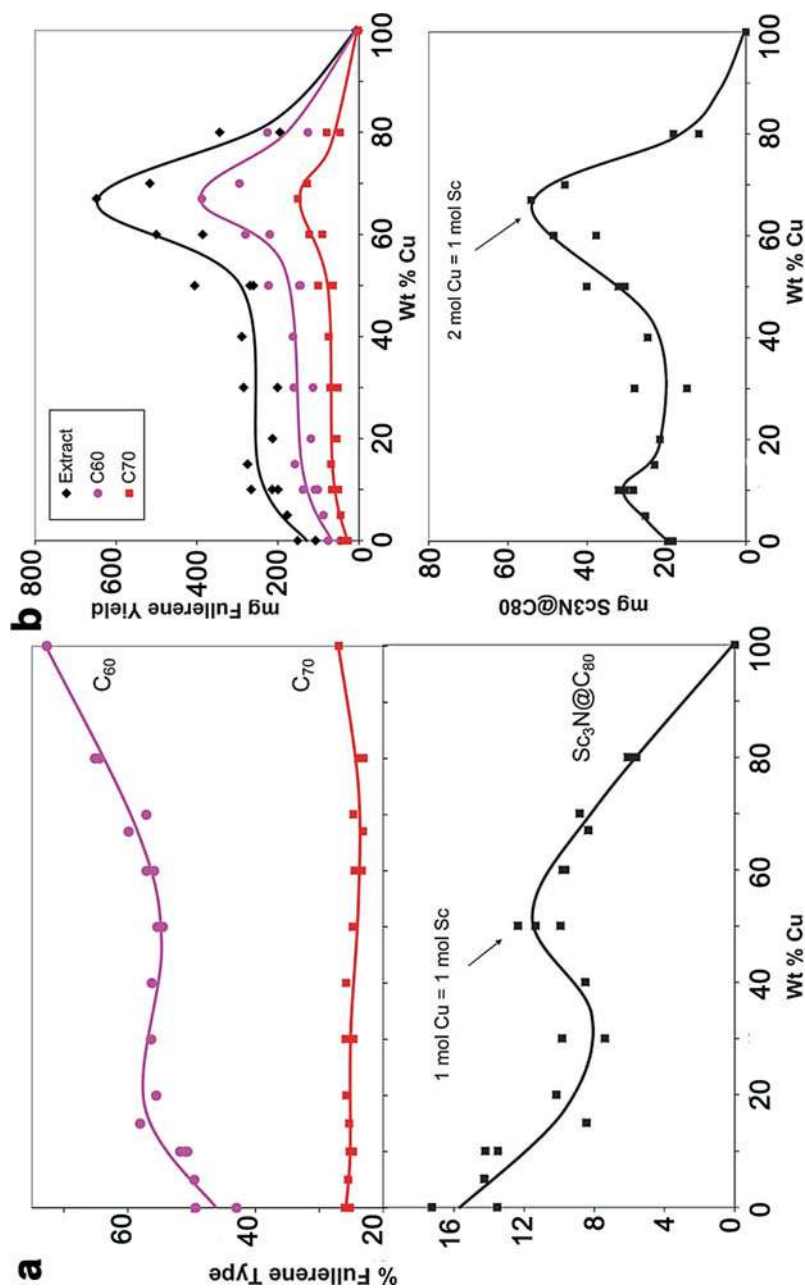 a
% Fullerene Type
60
40
20
C60
C70
16
12
8
4
0
1 mol Cu = 1 mol Sc
Sc3N@C80
0
20
40
60
80
100
Wt % Cu
b
mg Fullerene Yield
800
600
400
200
0
Extract
C60
C70
0
20
40
60
80
100
Wt % Cu
mg Sc3N@C80
80
60
40
20
0
2 mol Cu = 1 mol Sc
0
20
40
60
80
100
Wt % Cu